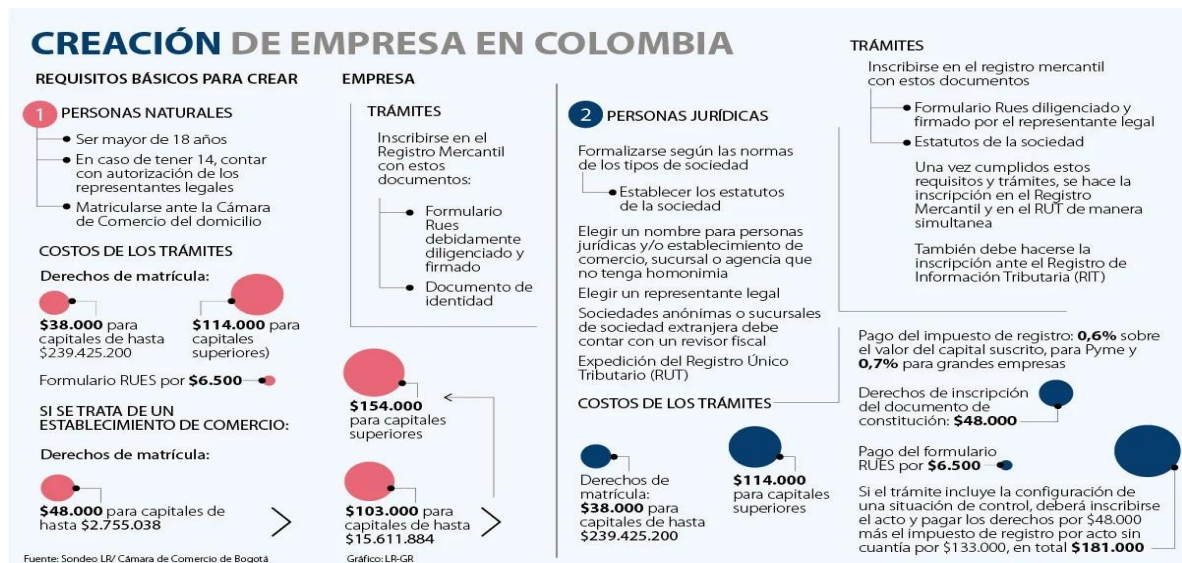 CREACIÓN DE EMPRESA EN COLOMBIA
REQUISITOS BÁSICOS PARA CREAR EMPRESA
1 PERSONAS NATURALES
Ser mayor de 18 años
En caso de tener 14, contar
con autorización de los
representantes legales
Matricularse ante la Cámara
de Comercio del domicilio
COSTOS DE LOS TRÁMITES
Derechos de matrícula:
$38.000 para
capitales de hasta
$239.425.200
$114.000 para
capitales
superiores)
Formulario RUES por $6.500
SI SE TRATA DE UN
ESTABLECIMIENTO DE COMERCIO:
Derechos de matrícula:
$48.000 para capitales de
hasta $2.755.038
TRÁMITES
Inscribirse en el
Registro Mercantil
con estos
documentos:
Formulario
Rues
debidamente
diligenciado y
firmado
Documento de
identidad
$154.000
para capitales
superiores
$103.000 para
capitales de hasta
$15.611.884
2 PERSONAS JURÍDICAS
Formalizarse según las normas
de los tipos de sociedad
Establecer los estatutos
de la sociedad
Elegir un nombre para personas
jurídicas y/o establecimiento de
comercio, sucursal o agencia que
no tenga homonimia
Elegir un representante legal
Sociedades anónimas o sucursales
de sociedad extranjera debe
contar con un revisor fiscal
Expedición del Registro Único
Tributario (RUT)
COSTOS DE LOS TRÁMITES
Derechos de
matrícula:
$38.000 para
capitales de hasta
$239.425.200
$114.000
para capitales
superiores
TRÁMITES
Inscribirse en el registro mercantil
con estos documentos
Formulario Rues diligenciado y
firmado por el representante legal
Estatutos de la sociedad
Una vez cumplidos estos
requisitos y trámites, se hace la
inscripción en el Registro
Mercantil y en el RUT de manera
simultanea
También debe hacerse la
inscripción ante el Registro de
Información Tributaria (RIT)
Pago del impuesto de registro: 0,6% sobre
el valor del capital suscrito, para Pyme y
0,7% para grandes empresas
Derechos de inscripción
del documento de
constitución: $48.000
Pago del formulario
RUES por $6.500
Si el trámite incluye la configuración de
una situación de control, deberá inscribirse
el acto y pagar los derechos por $48.000
más el impuesto de registro por acto sin
cuantía por $133.000, en total $181.000
Fuente: Sondeo LR/ Cámara de Comercio de Bogotá
Gráfico: LR-GR